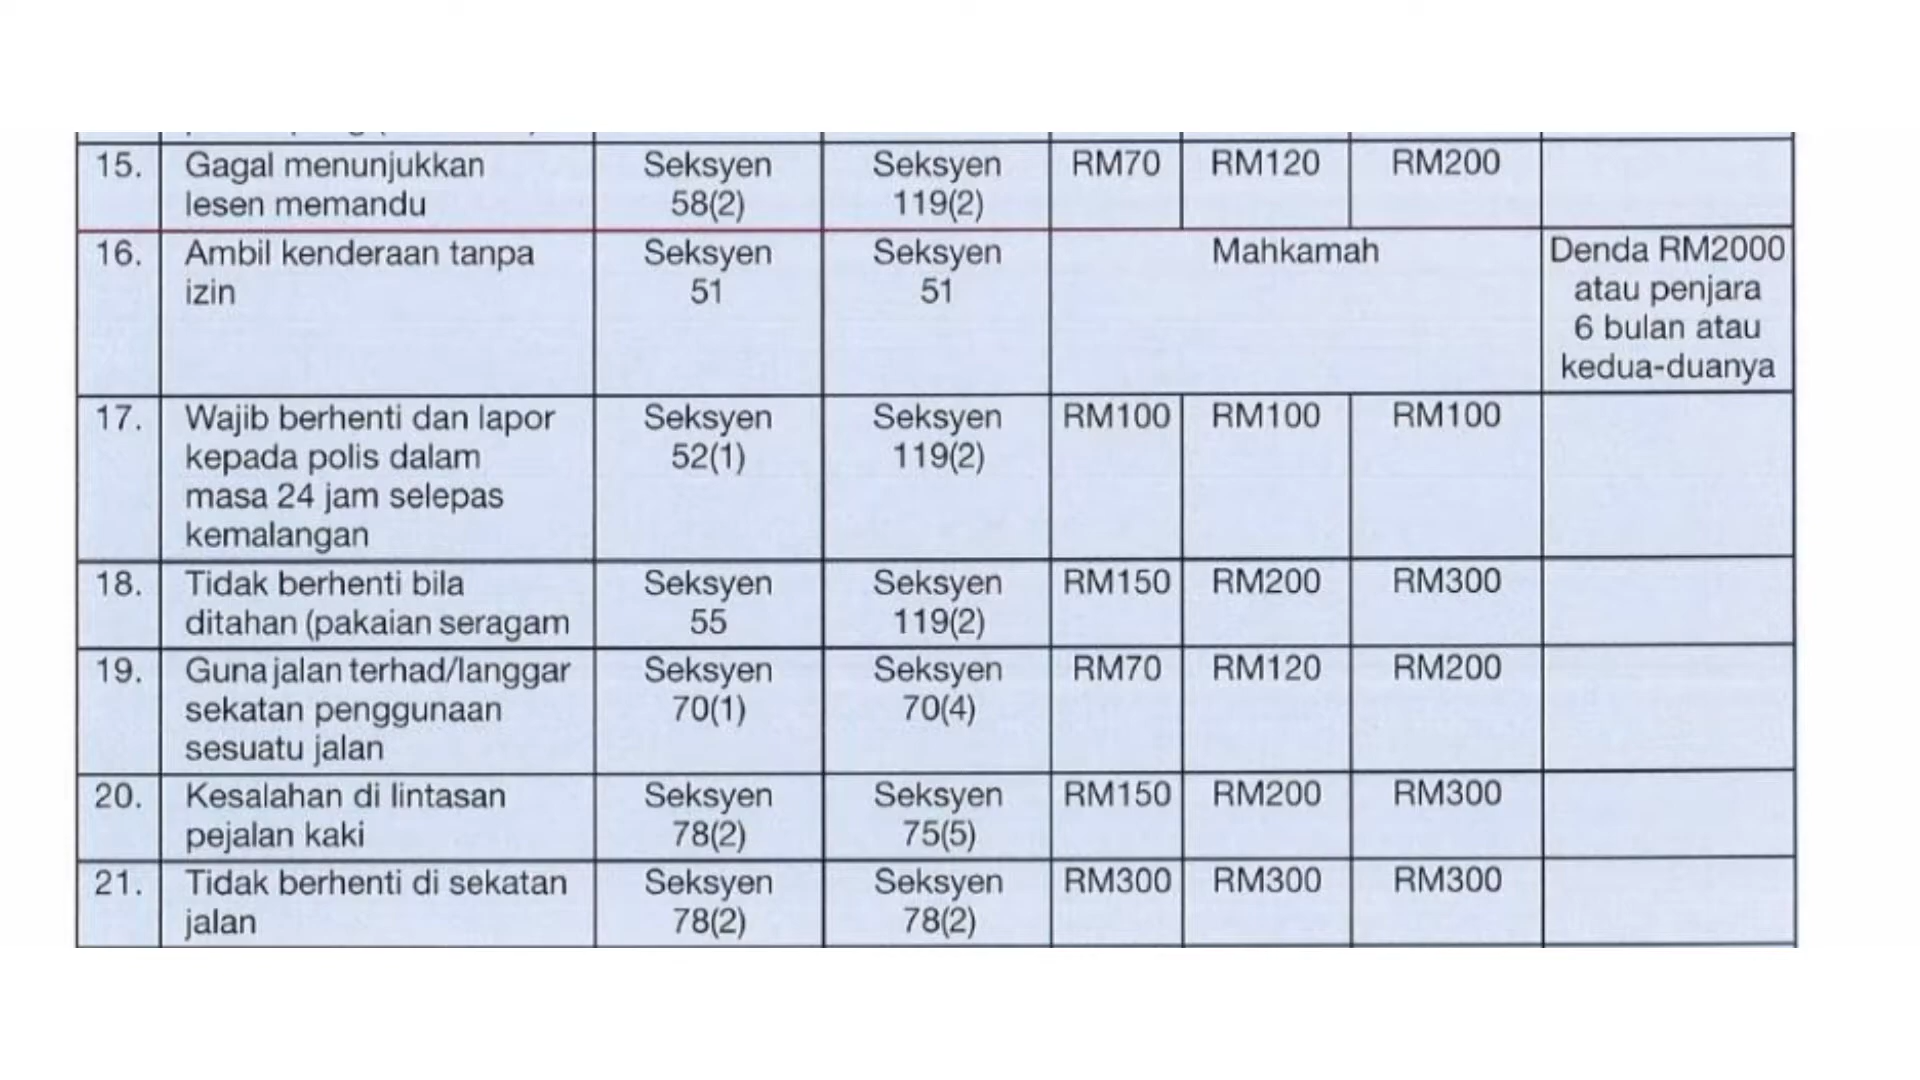 15. Gagal menunjukkan Seksyen Seksyen RM70 RM120 RM200
lesen memandu 58(2) 119(2)
16. Ambil kenderaan tanpa Seksyen Seksyen Mahkamah Denda RM2000
izin 51 51 atau penjara
6 bulan atau
kedua-duanya
17. Wajib berhenti dan lapor Seksyen Seksyen RM100 RM100 RM100
kepada polis dalam 52(1) 119(2)
masa 24 jam selepas
kemalangan
18. Tidak berhenti bila Seksyen Seksyen RM150 RM200 RM300
ditahan (pakaian seragam 55 119(2)
19. Guna jalan terhad/langgar Seksyen Seksyen RM70 RM120 RM200
sekatan penggunaan 70(1) 70(4)
sesuatu jalan
20. Kesalahan di lintasan Seksyen Seksyen RM150 RM200 RM300
pejalan kaki 78(2) 75(5)
21. Tidak berhenti di sekatan Seksyen Seksyen RM300 RM300 RM300
jalan 78(2) 78(2)